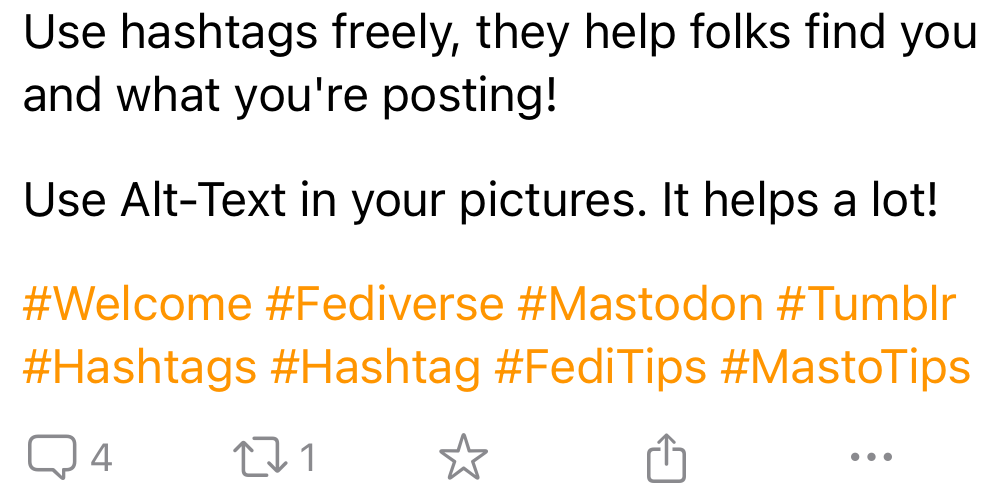 Use hashtags freely, they help folks find you
and what you're posting!
Use Alt-Text in your pictures. It helps a lot!
#Welcome #Fediverse #Mastodon #Tumblr
#Hashtags #Hashtag #FediTips #MastoTips
4 1